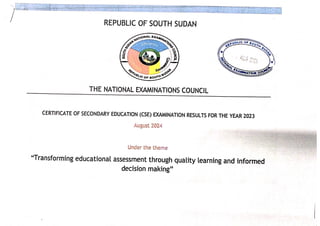 REPUBLIC OF SOUTH SUDAN
THE NATIONAL EXAMINATIONS COUNCIL
CERTIFICATE OF SECONDARY EDUCATION (CSE) EXAMINATION RESULTS FOR THE YEAR 2023
August 2024
Under the theme
"Transforming educational assessment through quality learning and informed
decision making"